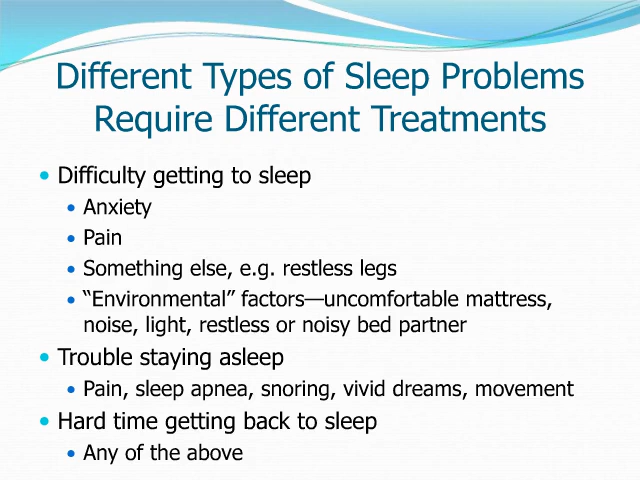 Different Types of Sleep Problems
Require Different Treatments
• Difficulty getting to sleep
• Anxiety
• Pain
• Something else, e.g. restless legs
• “Environmental” factors—uncomfortable mattress,
noise, light, restless or noisy bed partner
• Trouble staying asleep
• Pain, sleep apnea, snoring, vivid dreams, movement
• Hard time getting back to sleep
• Any of the above